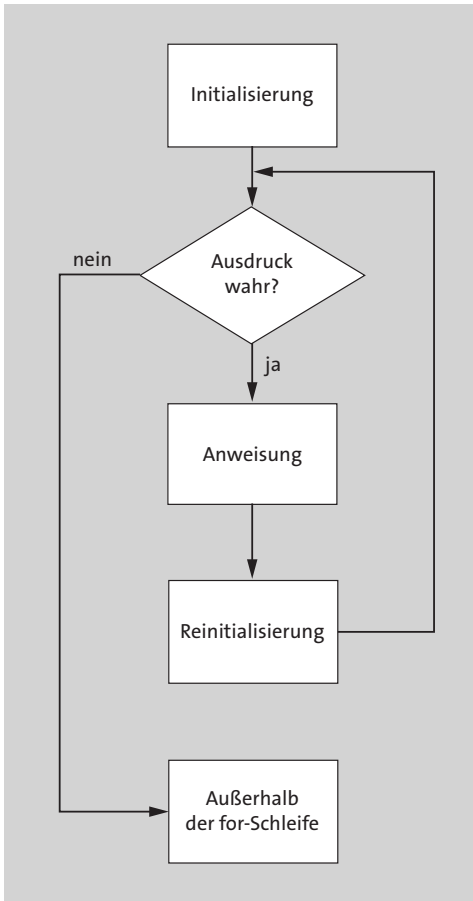 Initialisierung
nein
Ausdruck
wahr?
ja
Anweisung
Reinitialisierung
Außerhalb
der for-Schleife